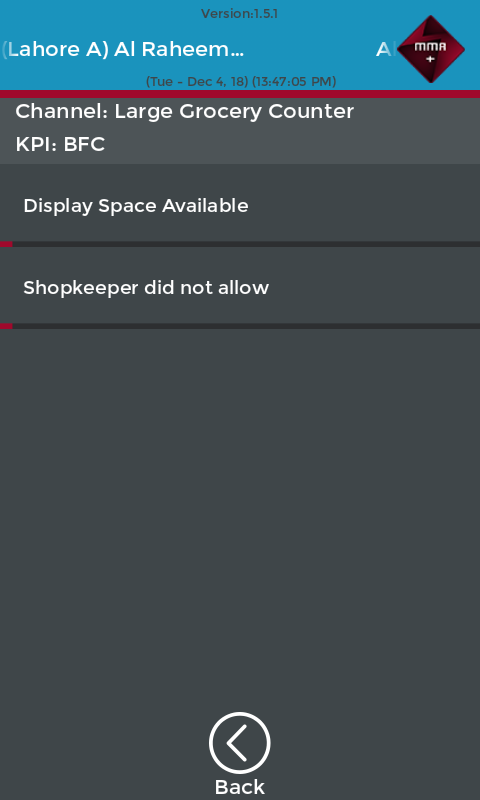 Version:1.5.1
(Lahore A) Al Raheem... Al
MMA
+
(Tue - Dec 4, 18) (13:47:05 PM)
Channel: Large Grocery Counter
KPI: BFC
Display Space Available
Shopkeeper did not allow
Back